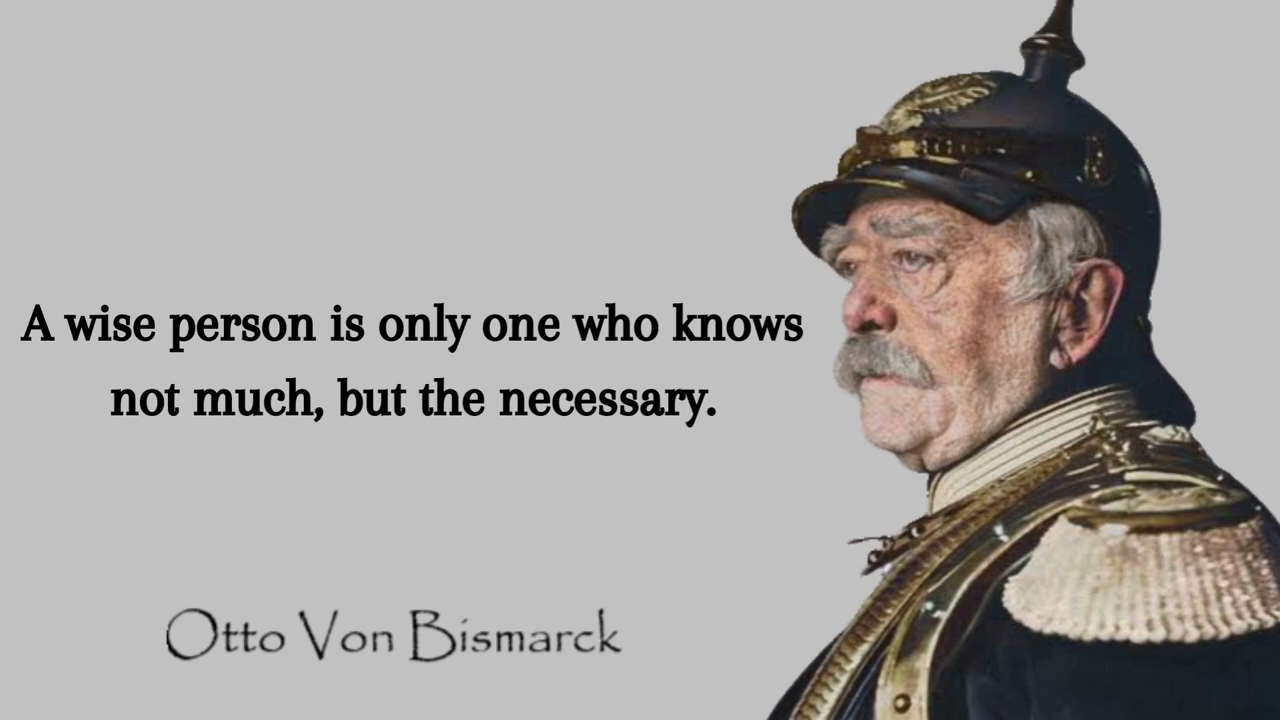 A wise person is only one who knows
not much, but the necessary.
Otto Von Bismarck